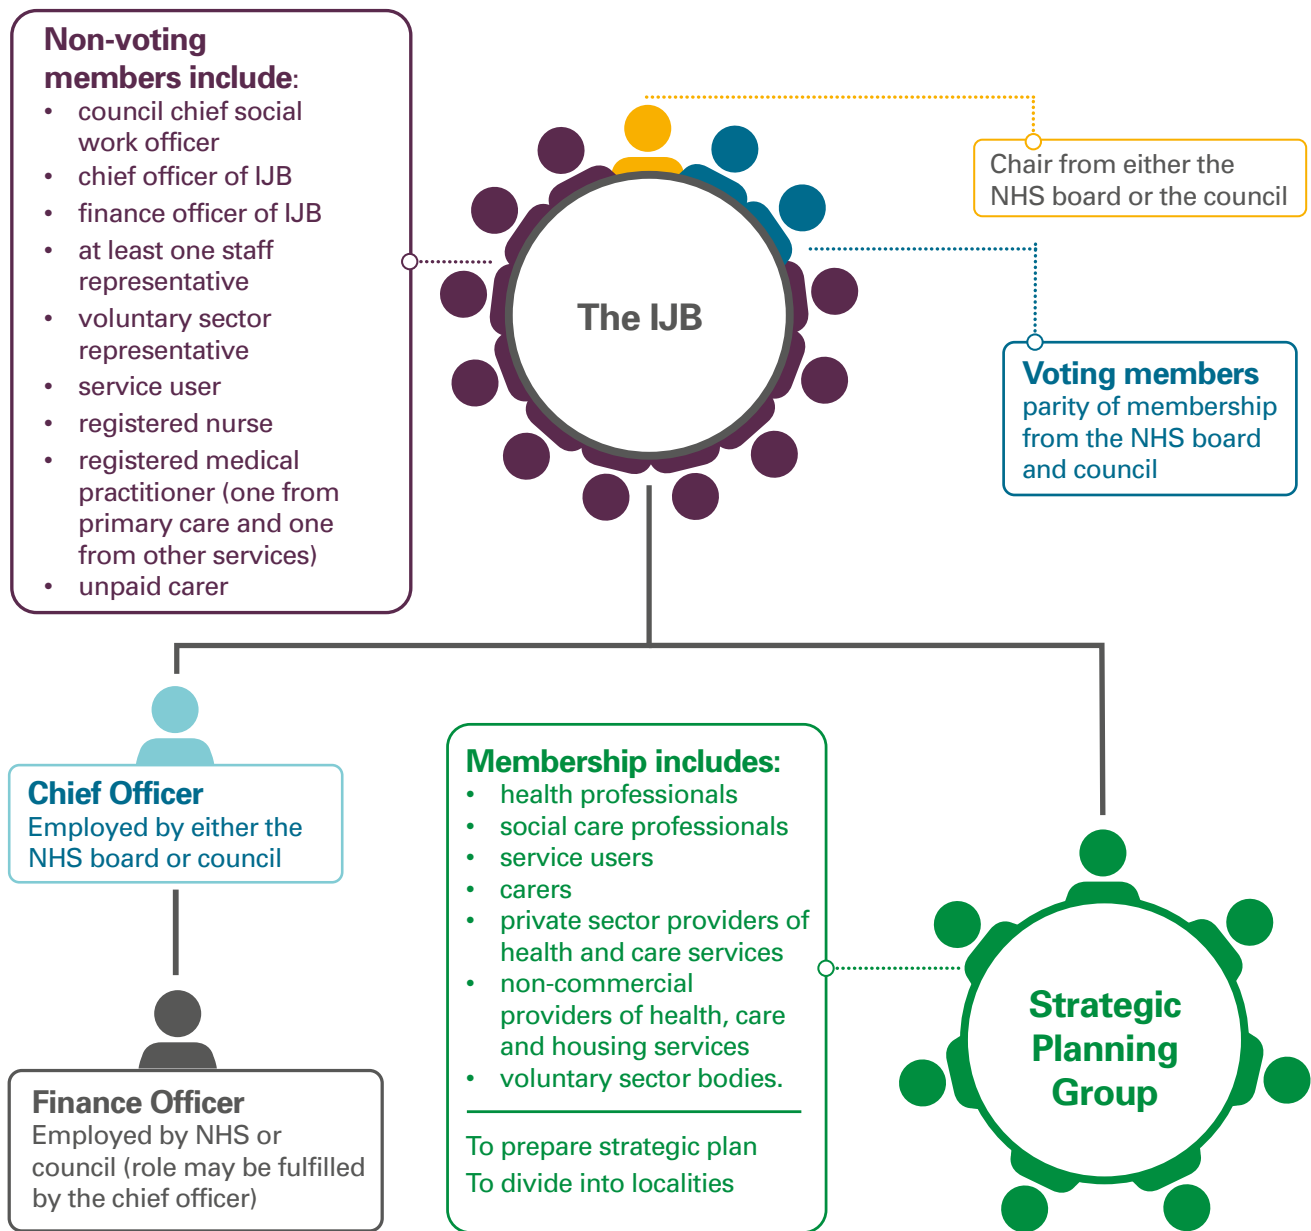 Non-voting
members include:
• council chief social
work officer
• chief officer of IJB
• finance officer of IJB
• at least one staff
representative
• voluntary sector
representative
• service user
• registered nurse
• registered medical
practitioner (one from
primary care and one
from other services)
• unpaid carer
The IJB
Chair from either the
NHS board or the council
Voting members
parity of membership
from the NHS board
and council
Chief Officer
Employed by either the
NHS board or council
Finance Officer
Employed by NHS or
council (role may be fulfilled
by the chief officer)
Membership includes:
• health professionals
• social care professionals
• service users
• carers
• private sector providers of
health and care services
• non-commercial
providers of health, care
and housing services
• voluntary sector bodies.
To prepare strategic plan
To divide into localities
Strategic
Planning
Group